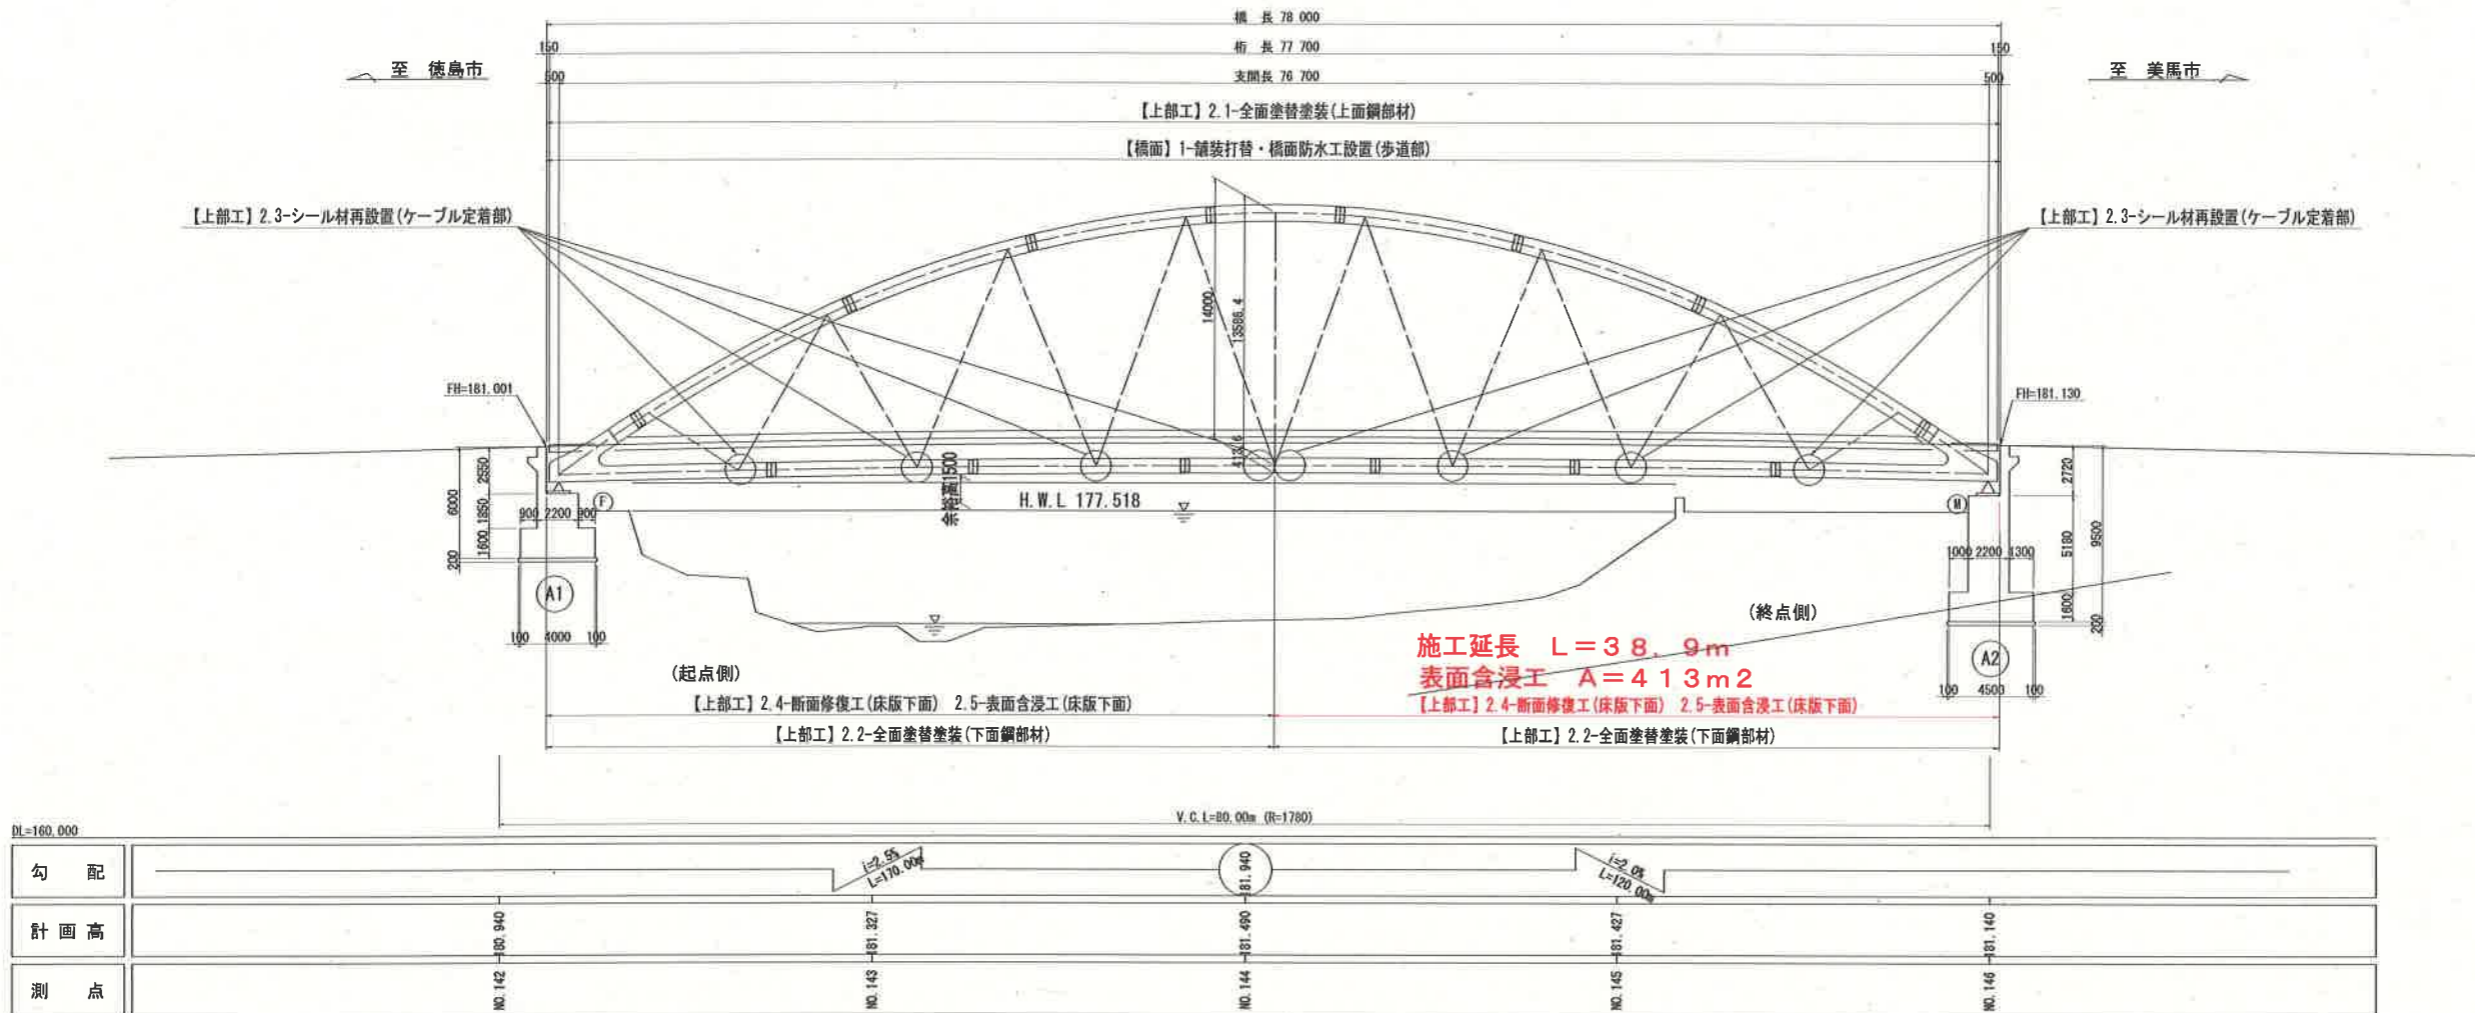 橋 長 78 000
150
桁 長 77 700
150
至 徳島市
500
支間長 76 700
500
至 美馬市
【上部工】2.1-全面塗替塗装(上面鋼部材)
【橋面】1-舗装打替・橋面防水工設置(歩道部)
【上部工】2.3-シール材再設置(ケーブル定着部)
【上部工】2.3-シール材再設置(ケーブル定着部)
14000
13586.4
413.6
FH=181.001
FH=181.130
余裕高1500
H.W.L 177.518
F
M
6000
2550
1850
1600
200
900 2200 900
A1
100 4000 100
2720
5180
9500
1600
200
1000 2200 1300
A2
100 4500 100
(終点側)
(起点側)
施工延長 L=38.9m
表面含浸工 A=413m2
【上部工】2.4-断面修復工(床版下面) 2.5-表面含浸工(床版下面)
【上部工】2.4-断面修復工(床版下面) 2.5-表面含浸工(床版下面)
【上部工】2.2-全面塗替塗装(下面鋼部材)
【上部工】2.2-全面塗替塗装(下面鋼部材)
V.C.L=80.00m (R=1780)
DL=160.000
勾 配
i=2.5%
L=170.00m
181.940
i=2.0%
L=120.00m
計画高
180.940
181.327
181.490
181.427
181.140
測 点
NO.142
NO.143
NO.144
NO.145
NO.146